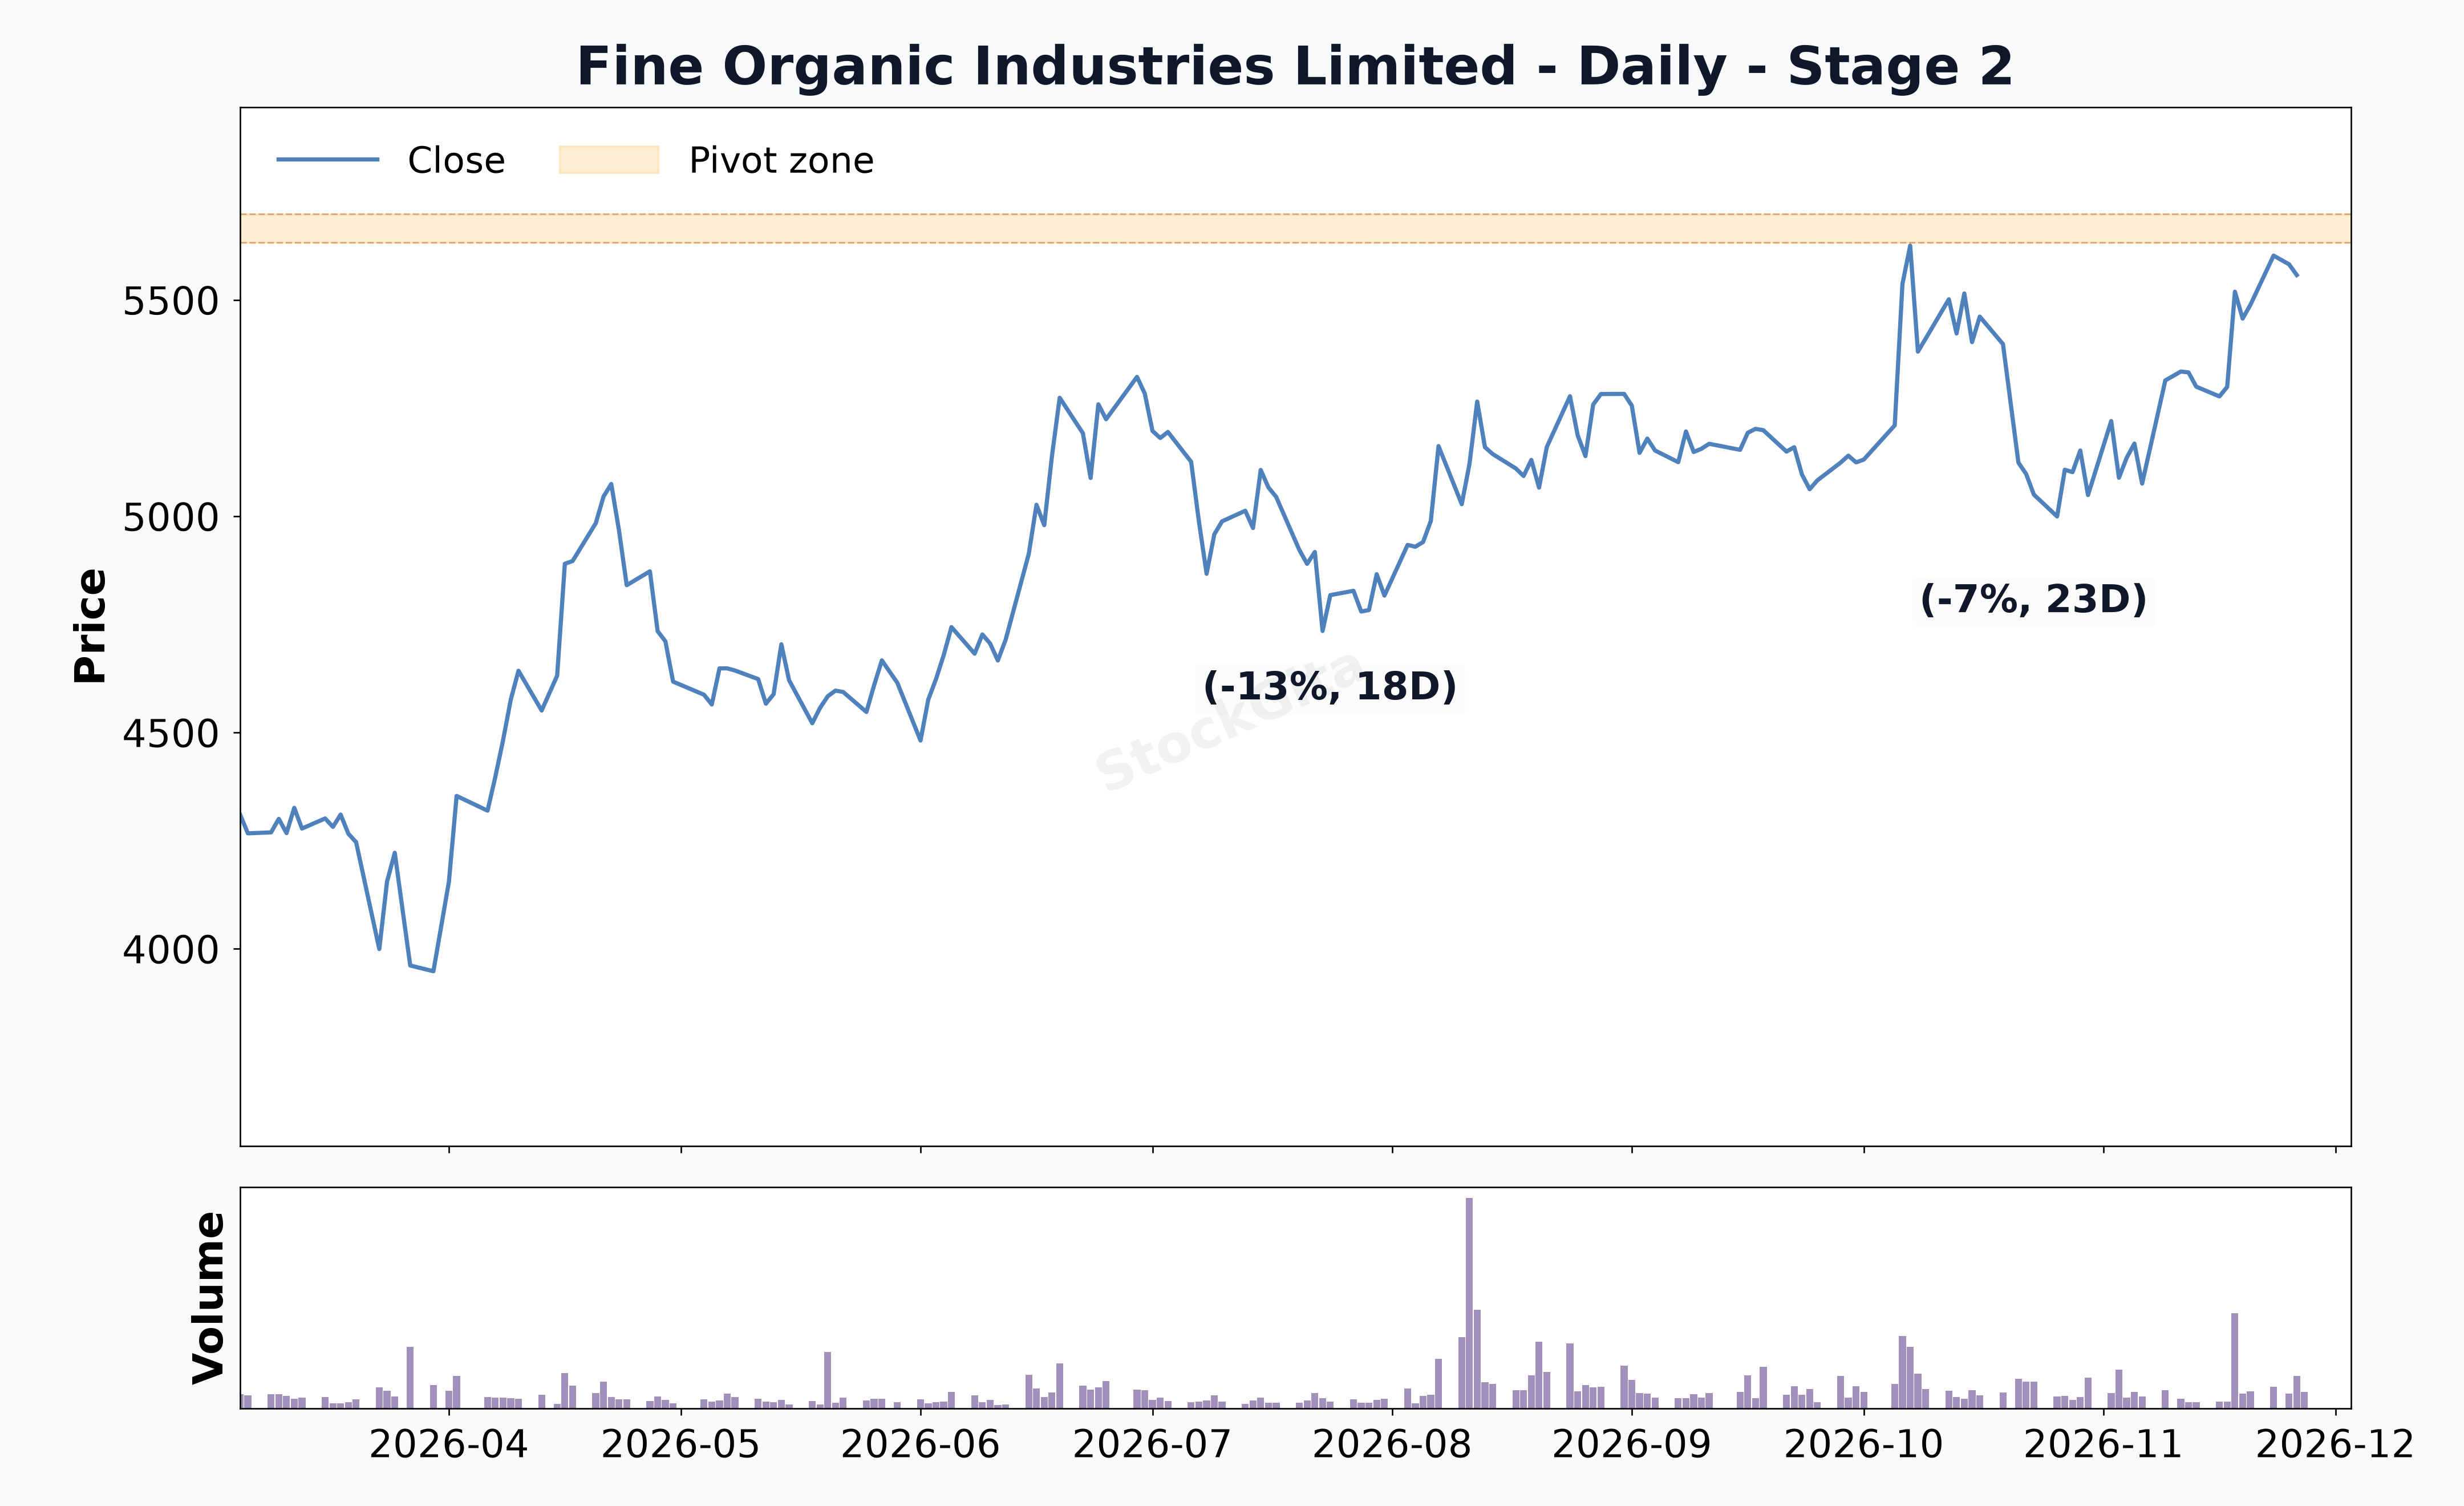 Fine Organic Industries Limited - Daily - Stage 2
Close
Pivot zone
Price
5500
5000
4500
4000
(-7%, 23D)
(-13%, 18D)
StockGita
Volume
2026-04
2026-05
2026-06
2026-07
2026-08
2026-09
2026-10
2026-11
2026-12